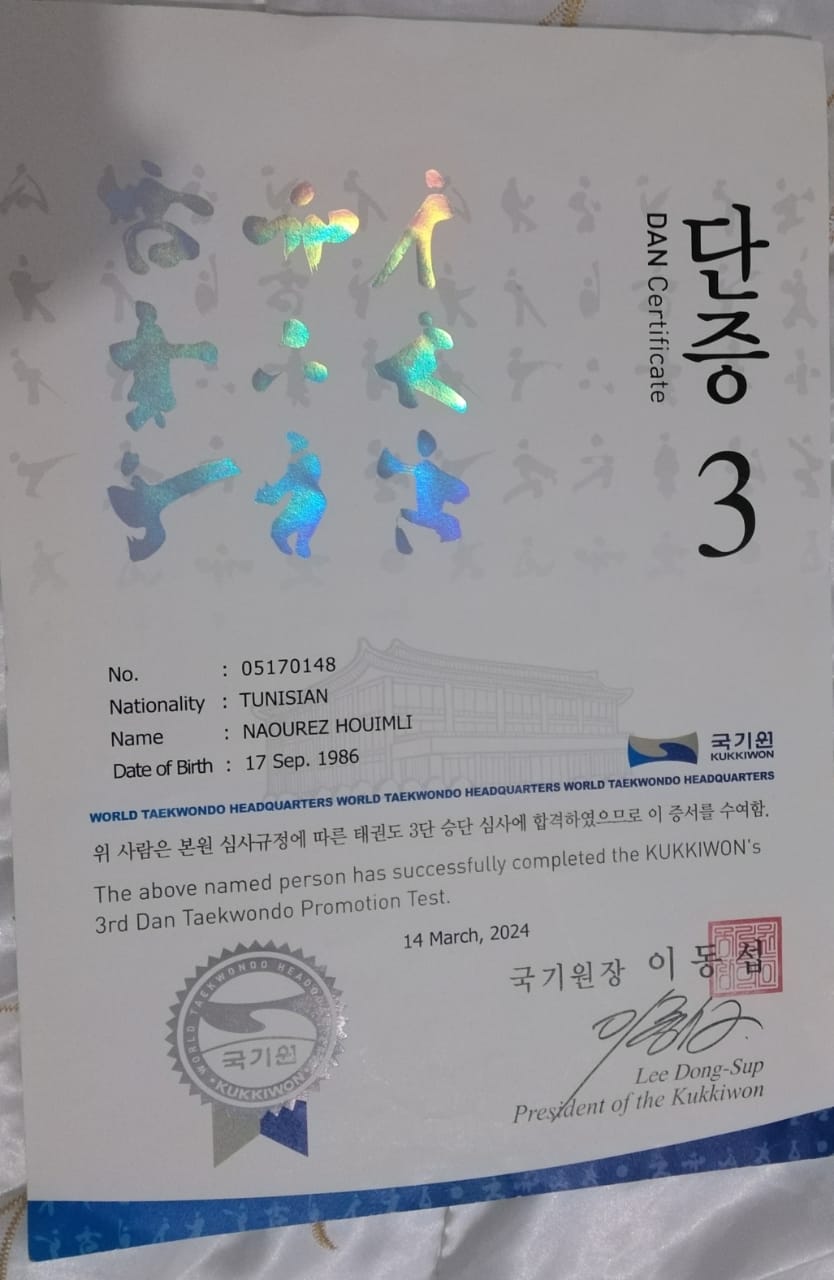 단증
DAN Certificate
3
No. : 05170148
Nationality : TUNISIAN
Name : NAOUREZ HOUIMLI
Date of Birth : 17 Sep. 1986
국기원
KUKKIWON
WORLD TAEKWONDO HEADQUARTERS WORLD TAEKWONDO HEADQUARTERS WORLD TAEKWONDO HEADQUARTERS
위 사람은 본원 심사규정에 따른 태권도 3단 승단 심사에 합격하였으므로 이 증서를 수여함.
The above named person has successfully completed the KUKKIWON's
3rd Dan Taekwondo Promotion Test.
14 March, 2024
국기원장 이동섭
Lee Dong-Sup
President of the Kukkiwon
WORLD TAEKWONDO HEADQU
국기원
KUKKIWON